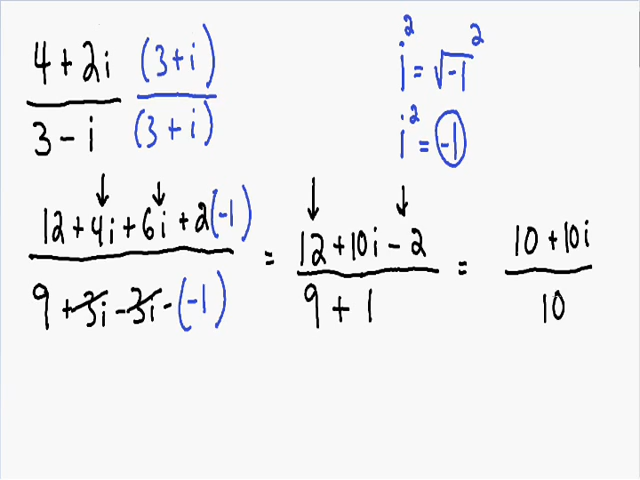 4 + 2i (3 + i)
3 - i (3 + i)
i² = √-1²
i² = -1
12 + 4i + 6i + 2(-1)
9 + 3i - 3i - (-1)
= 12 + 10i - 2
9 + 1
= 10 + 10i
10